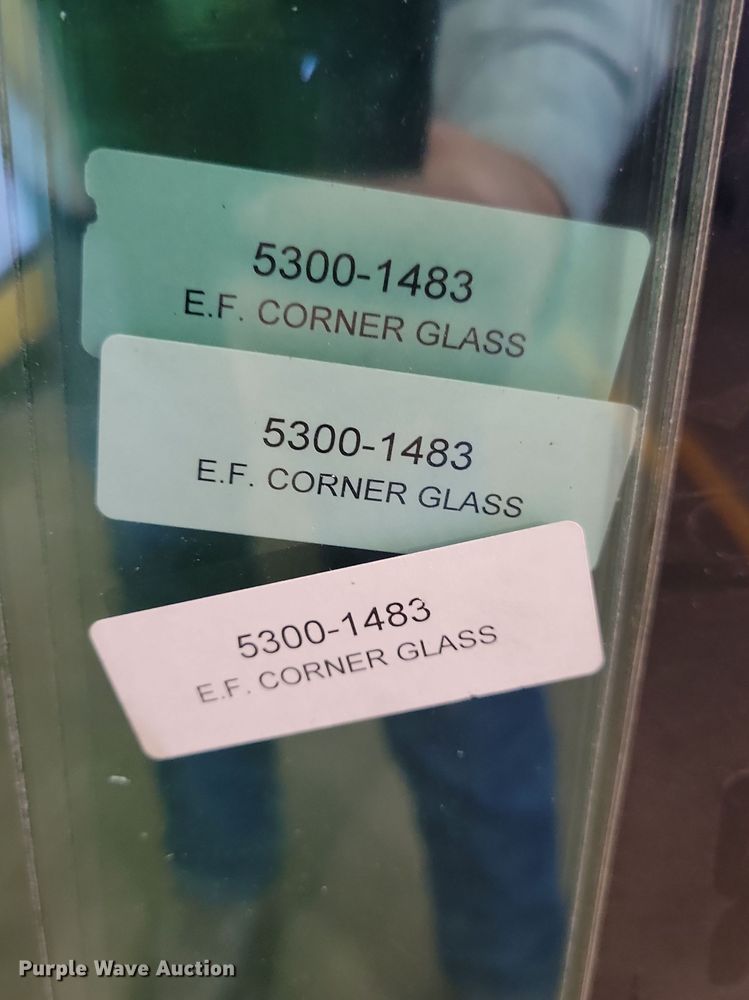 5300-1483
E.F. CORNER GLASS
5300-1483
E.F. CORNER GLASS
5300-1483
E.F. CORNER GLASS
Purple Wave Auction